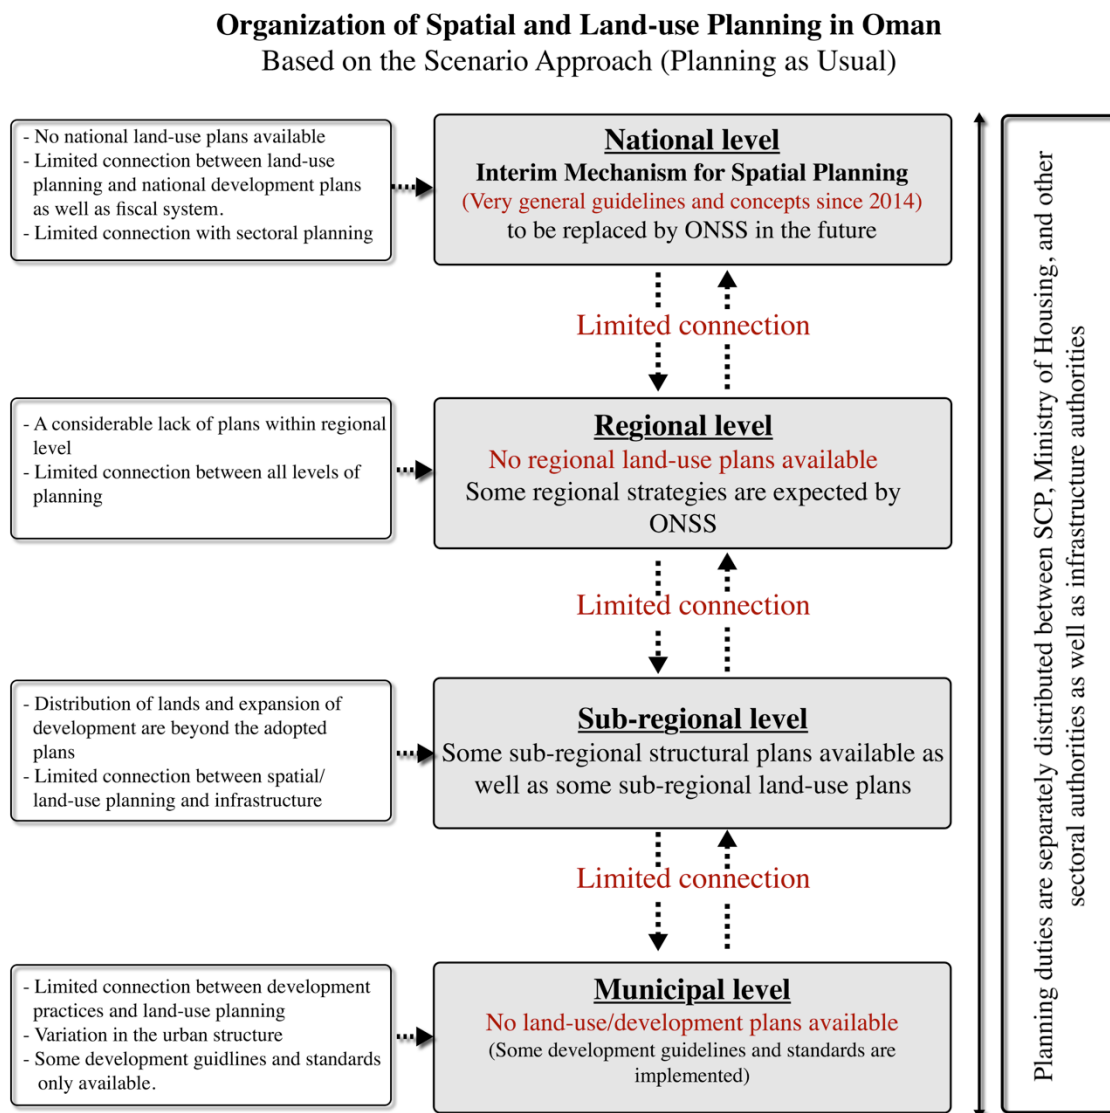 Organization of Spatial and Land-use Planning in Oman
Based on the Scenario Approach (Planning as Usual)
- No national land-use plans available
- Limited connection between land-use
planning and national development plans
as well as fiscal system.
- Limited connection with sectoral planning
National level
Interim Mechanism for Spatial Planning
(Very general guidelines and concepts since 2014)
to be replaced by ONSS in the future
Limited connection
- A considerable lack of plans within regional
level
- Limited connection between all levels of
planning
Regional level
No regional land-use plans available
Some regional strategies are expected by
ONSS
Limited connection
- Distribution of lands and expansion of
development are beyond the adopted
plans
- Limited connection between spatial/
land-use planning and infrastructure
Sub-regional level
Some sub-regional structural plans available as
well as some sub-regional land-use plans
Limited connection
- Limited connection between development
practices and land-use planning
- Variation in the urban structure
- Some development guidlines and standards
only available.
Municipal level
No land-use/development plans available
(Some development guidelines and standards are
implemented)
Planning duties are separately distributed between SCP, Ministry of Housing, and other
sectoral authorities as well as infrastructure authorities